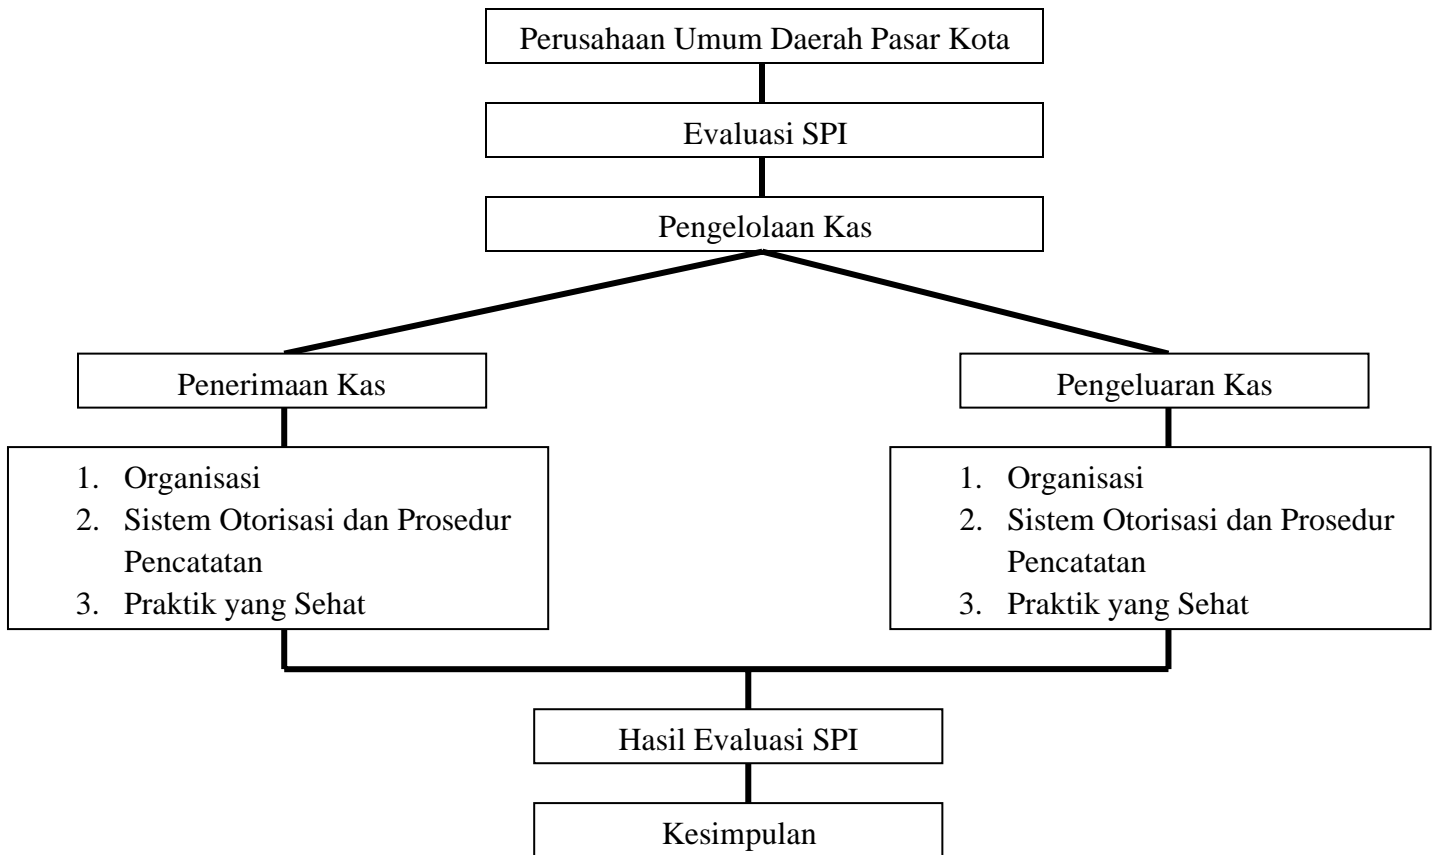 Perusahaan Umum Daerah Pasar Kota
Evaluasi SPI
Pengelolaan Kas
Penerimaan Kas
Pengeluaran Kas
1. Organisasi
2. Sistem Otorisasi dan Prosedur
Pencatatan
3. Praktik yang Sehat
1. Organisasi
2. Sistem Otorisasi dan Prosedur
Pencatatan
3. Praktik yang Sehat
Hasil Evaluasi SPI
Kesimpulan